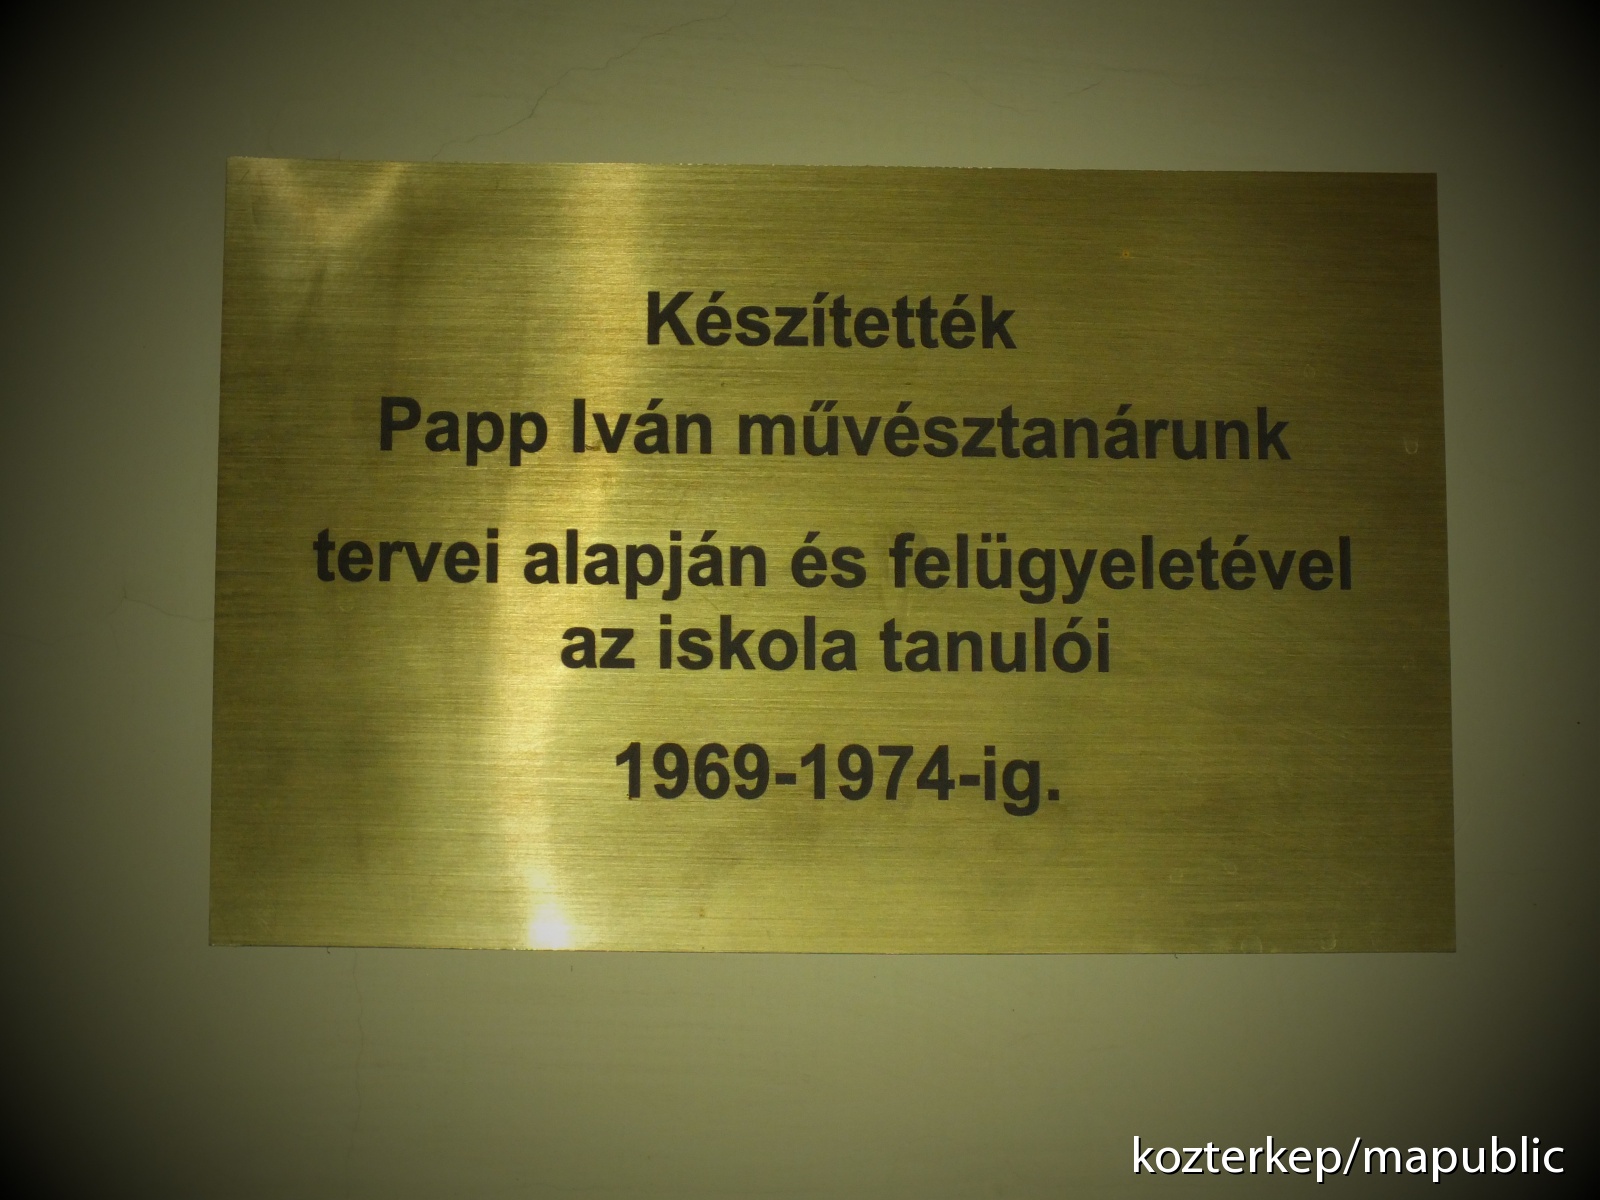 Készítették
Papp Iván művésztanárunk
tervei alapján és felügyeletével
az iskola tanulói
1969-1974-ig.
kozterkep/mapublic